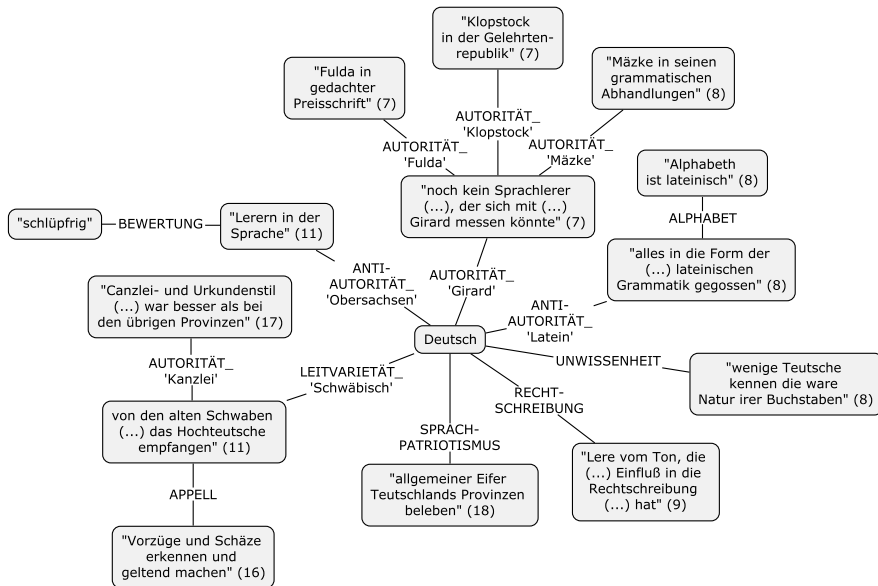 "Klopstock
in der Gelehrten-
republik" (7)
"Fulda in
gedachter
Preisschrift" (7)
"Mäzke in seinen
grammatischen
Abhandlungen" (8)
AUTORITÄT_
'Klopstock'
AUTORITÄT_
'Fulda'
AUTORITÄT_
'Mäzke'
"Alphabeth
ist lateinisch" (8)
"noch kein Sprachlerer
(...), der sich mit (...)
Girard messen könnte" (7)
ALPHABET
"schlüpfrig"
BEWERTUNG
"Lerern in der
Sprache" (11)
"alles in die Form der
(...) lateinischen
Grammatik gegossen" (8)
ANTI-
AUTORITÄT_
'Obersachsen'
AUTORITÄT_
'Girard'
ANTI-
AUTORITÄT_
'Latein'
"Canzlei- und Urkundenstil
(...) war besser als bei
den übrigen Provinzen" (17)
Deutsch
AUTORITÄT_
'Kanzlei'
LEITVARIETÄT_
'Schwäbisch'
UNWISSENHEIT
"wenige Teutsche
kennen die ware
Natur irer Buchstaben" (8)
RECHT-
SCHREIBUNG
von den alten Schwaben
(...) das Hochteutsche
empfangen" (11)
SPRACH-
PATRIOTISMUS
"Lere vom Ton, die
(...) Einfluß in die
Rechtschreibung
(...) hat" (9)
APPELL
"allgemeiner Eifer
Teutschlands Provinzen
beleben" (18)
"Vorzüge und Schäze
erkennen und
geltend machen" (16)